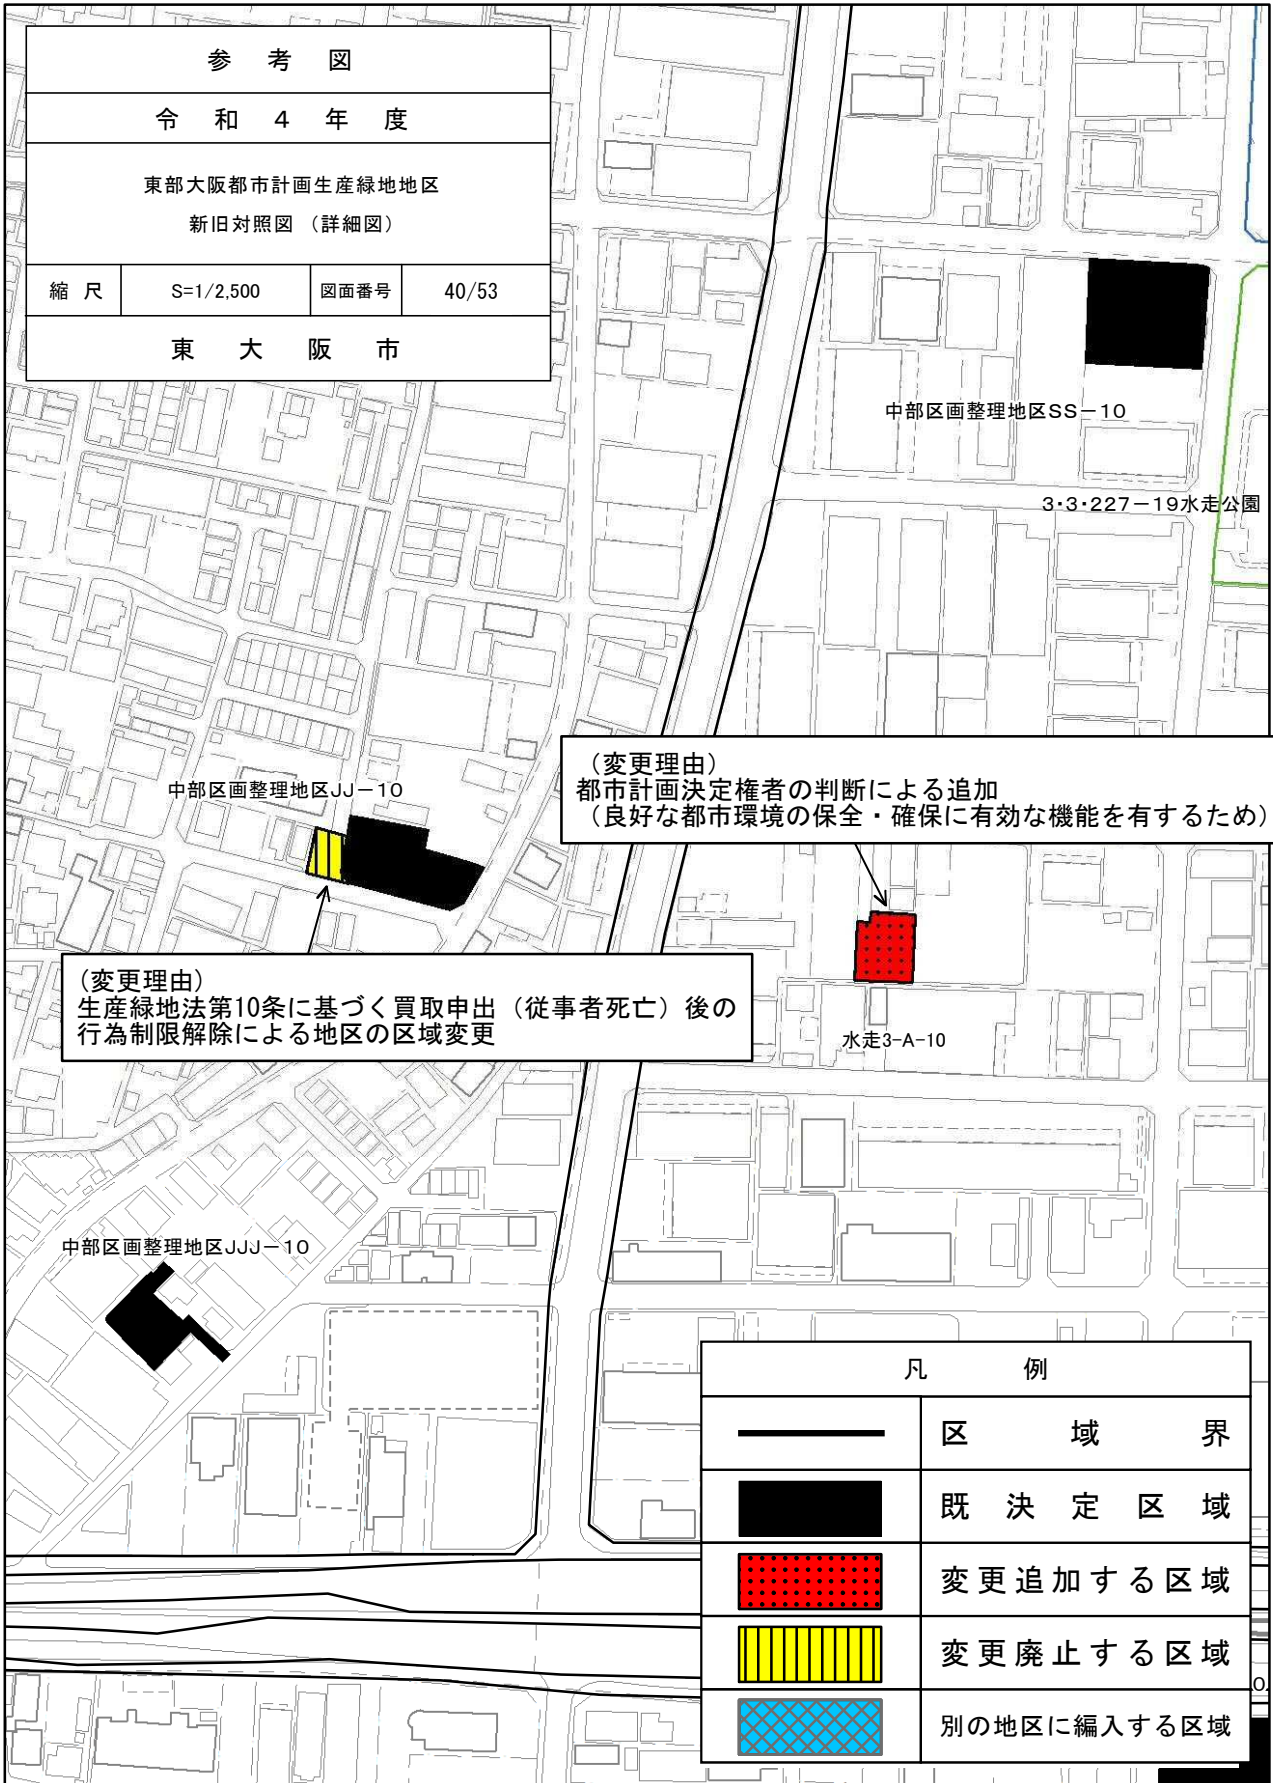 参考図
令和4年度
東部大阪都市計画生産緑地地区
新旧対照図（詳細図）
縮尺 S=1/2,500 図面番号 40/53
東大阪市
中部区画整理地区SS－10
3・3・227－19水走公園
（変更理由）
都市計画決定権者の判断による追加
（良好な都市環境の保全・確保に有効な機能を有するため）
中部区画整理地区JJ－10
（変更理由）
生産緑地法第10条に基づく買取申出（従事者死亡）後の
行為制限解除による地区の区域変更
水走3-A-10
中部区画整理地区JJJ－10
凡例
区域界
既決定区域
変更追加する区域
変更廃止する区域
別の地区に編入する区域